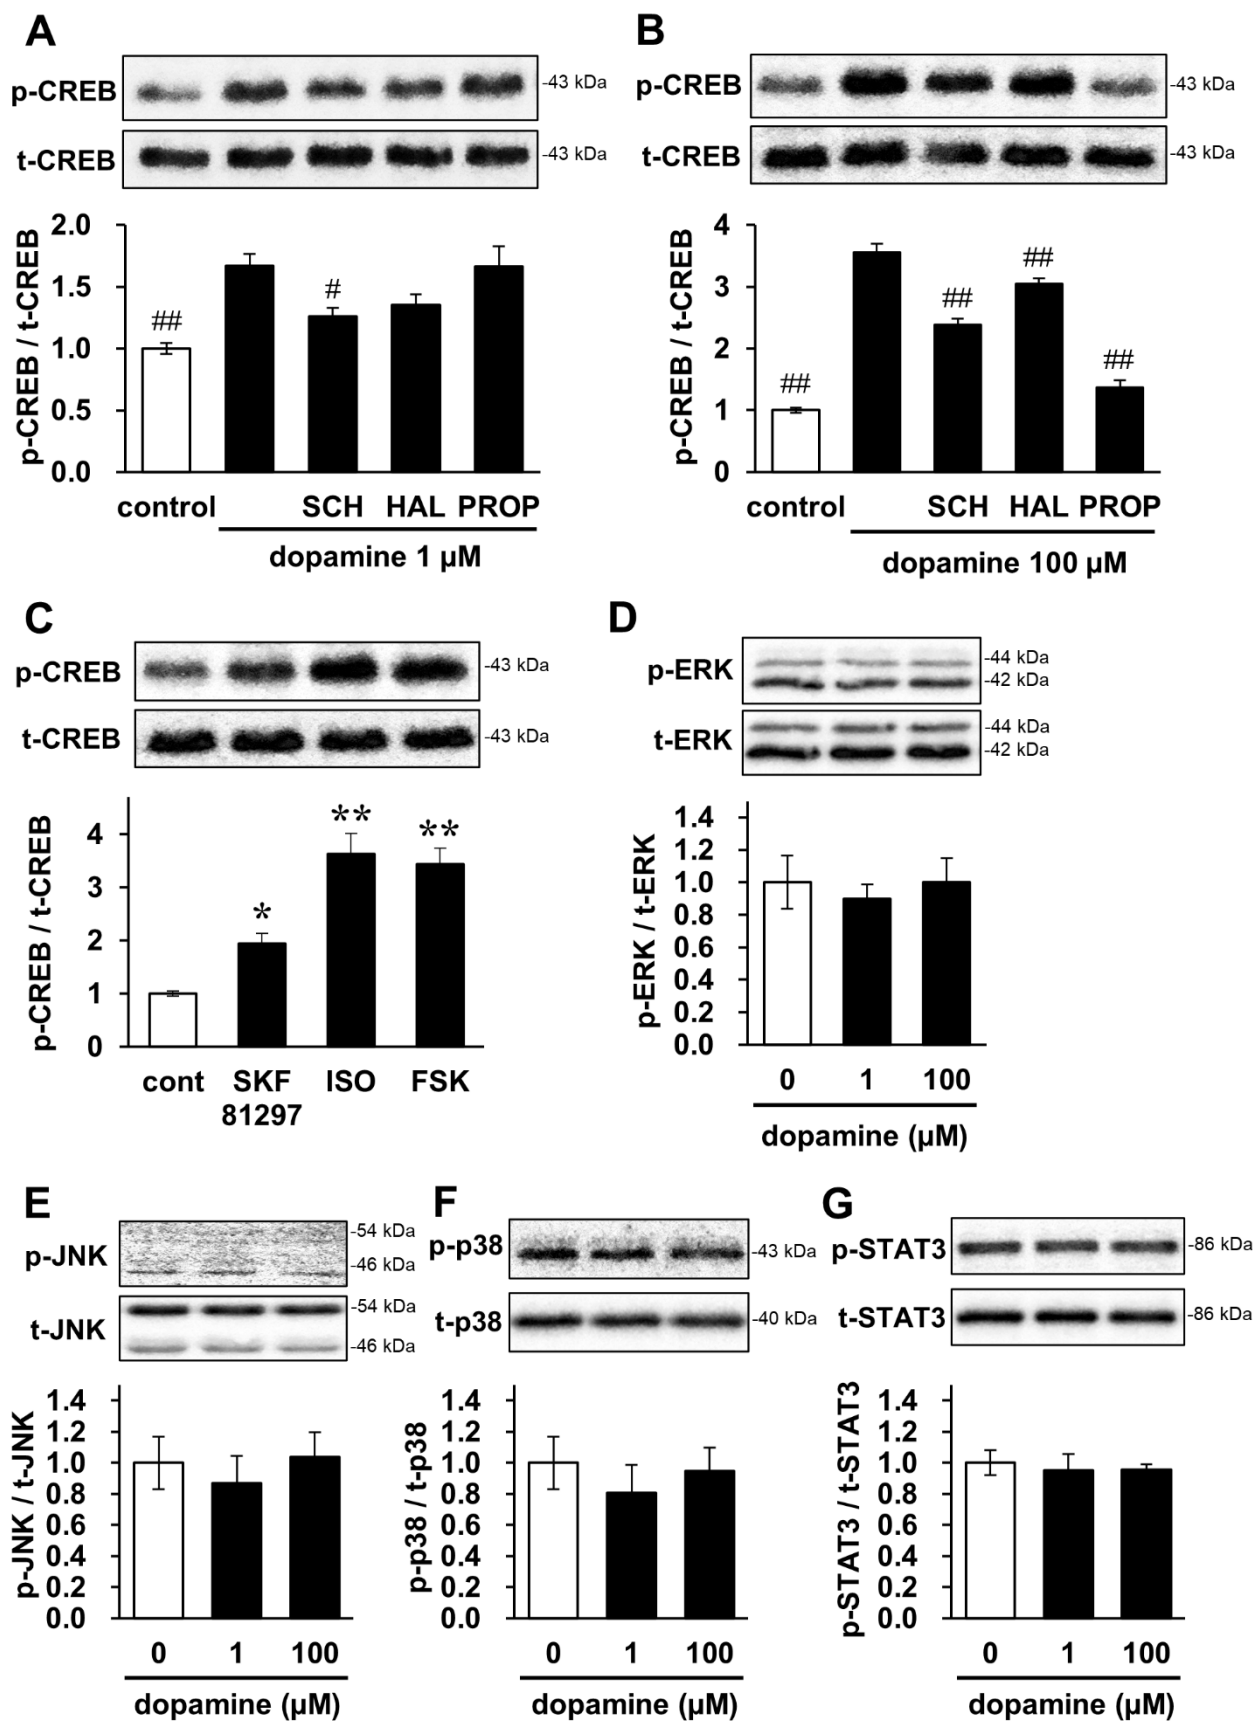 A
p-CREB
-43 kDa
t-CREB
-43 kDa
p-CREB / t-CREB
2.0
1.5
1.0
0.5
0.0
##
#
control
SCH HAL PROP
dopamine 1 µM
B
p-CREB
-43 kDa
t-CREB
-43 kDa
p-CREB / t-CREB
4
3
2
1
0
##
##
##
##
control
SCH HAL PROP
dopamine 100 µM
C
p-CREB
-43 kDa
t-CREB
-43 kDa
p-CREB / t-CREB
4
3
2
1
0
*
**
**
cont
SKF
81297
ISO
FSK
D
p-ERK
-44 kDa
-42 kDa
t-ERK
-44 kDa
-42 kDa
p-ERK / t-ERK
1.4
1.2
1.0
0.8
0.6
0.4
0.2
0.0
0 1 100
dopamine (µM)
E
p-JNK
-54 kDa
-46 kDa
t-JNK
-54 kDa
-46 kDa
p-JNK / t-JNK
1.4
1.2
1.0
0.8
0.6
0.4
0.2
0.0
0 1 100
dopamine (µM)
F
p-p38
-43 kDa
t-p38
-40 kDa
p-p38 / t-p38
1.4
1.2
1.0
0.8
0.6
0.4
0.2
0.0
0 1 100
dopamine (µM)
G
p-STAT3
-86 kDa
t-STAT3
-86 kDa
p-STAT3 / t-STAT3
1.4
1.2
1.0
0.8
0.6
0.4
0.2
0.0
0 1 100
dopamine (µM)